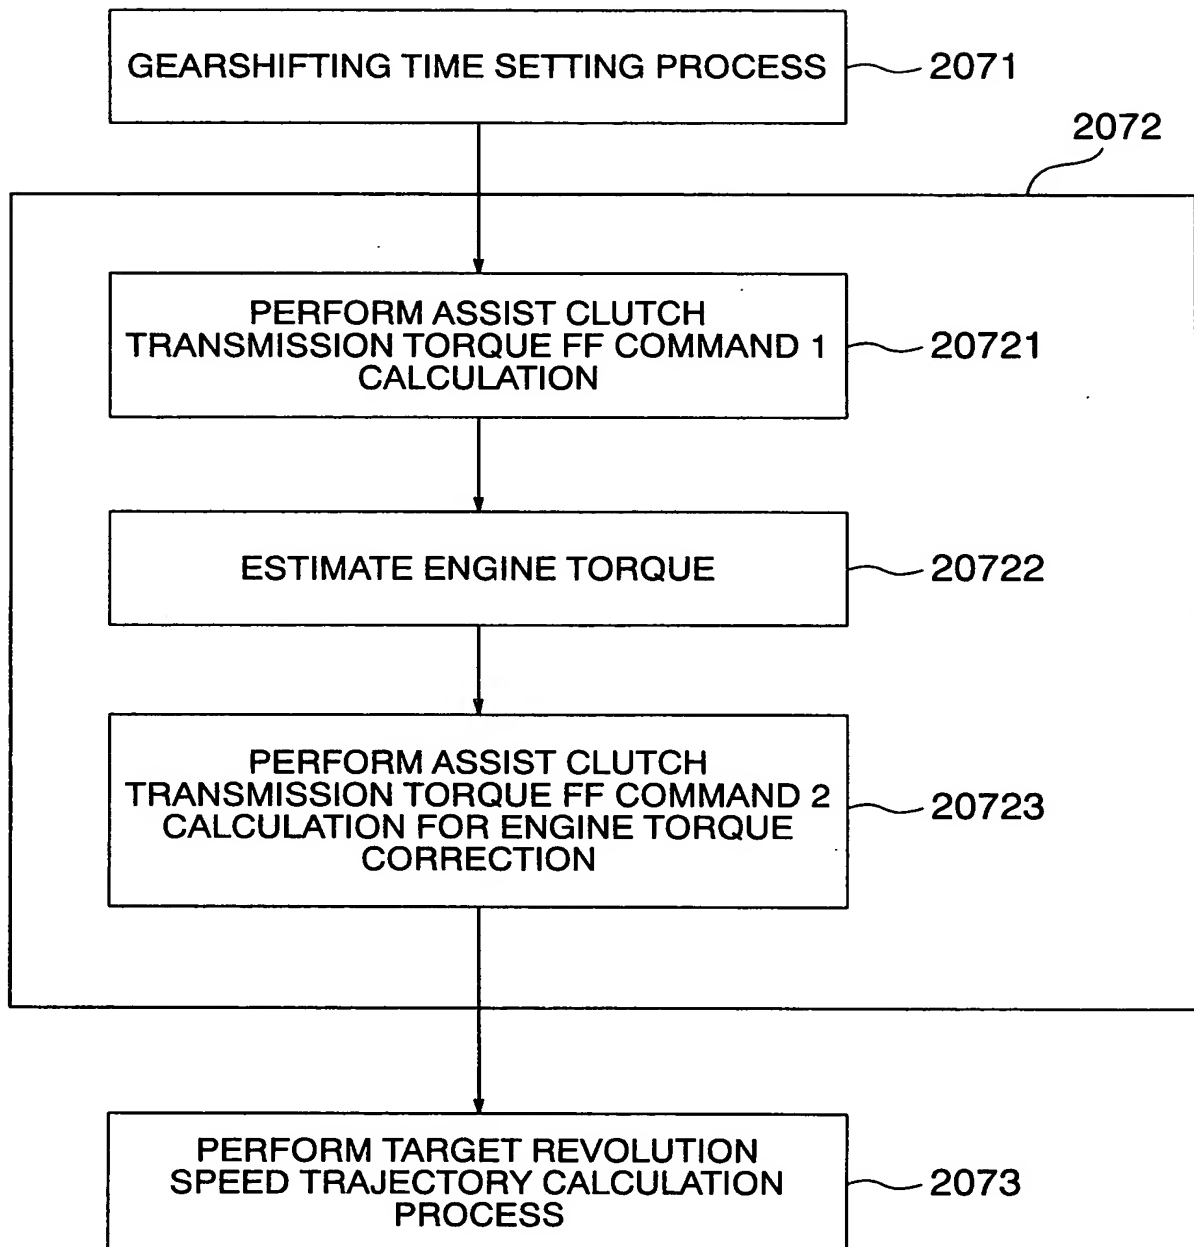 GEARSHIFTING TIME SETTING PROCESS
2071
2072
PERFORM ASSIST CLUTCH
TRANSMISSION TORQUE FF COMMAND 1
CALCULATION
20721
ESTIMATE ENGINE TORQUE
20722
PERFORM ASSIST CLUTCH
TRANSMISSION TORQUE FF COMMAND 2
CALCULATION FOR ENGINE TORQUE
CORRECTION
20723
PERFORM TARGET REVOLUTION
SPEED TRAJECTORY CALCULATION
PROCESS
2073